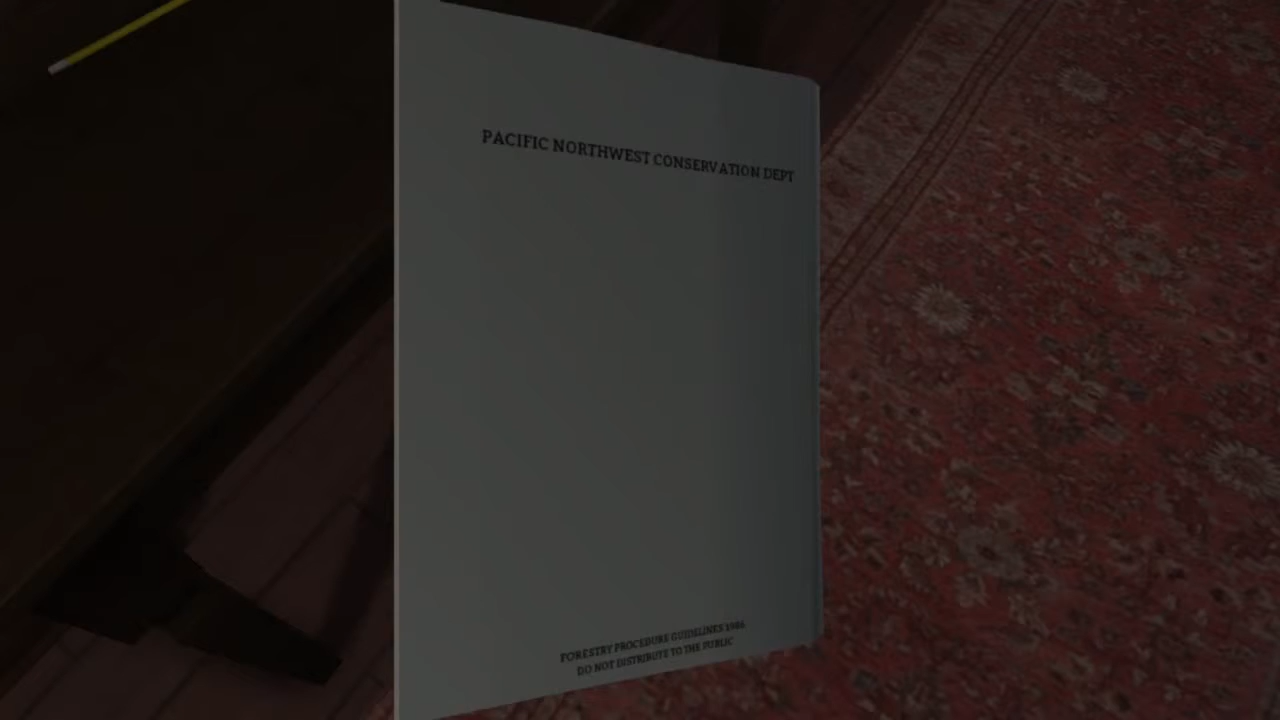 PACIFIC NORTHWEST CONSERVATION DEPT
FORESTRY PROCEDURE GUIDELINES 1986
DO NOT DISTRIBUTE TO THE PUBLIC